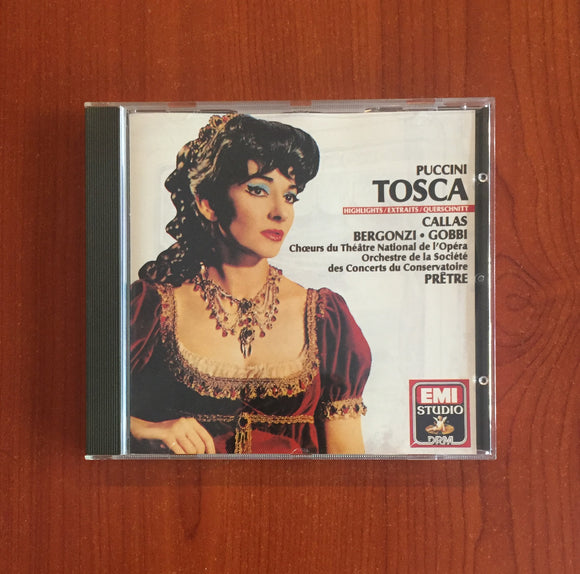 PUCCINI
TOSCA
HIGHLIGHTS/EXTRAITS/QUERSCHNITT
CALLAS
BERGONZI • GOBBI
Chœurs du Théâtre National de l'Opéra
Orchestre de la Société
des Concerts du Conservatoire
PRÊTRE
EMI
STUDIO
DRM